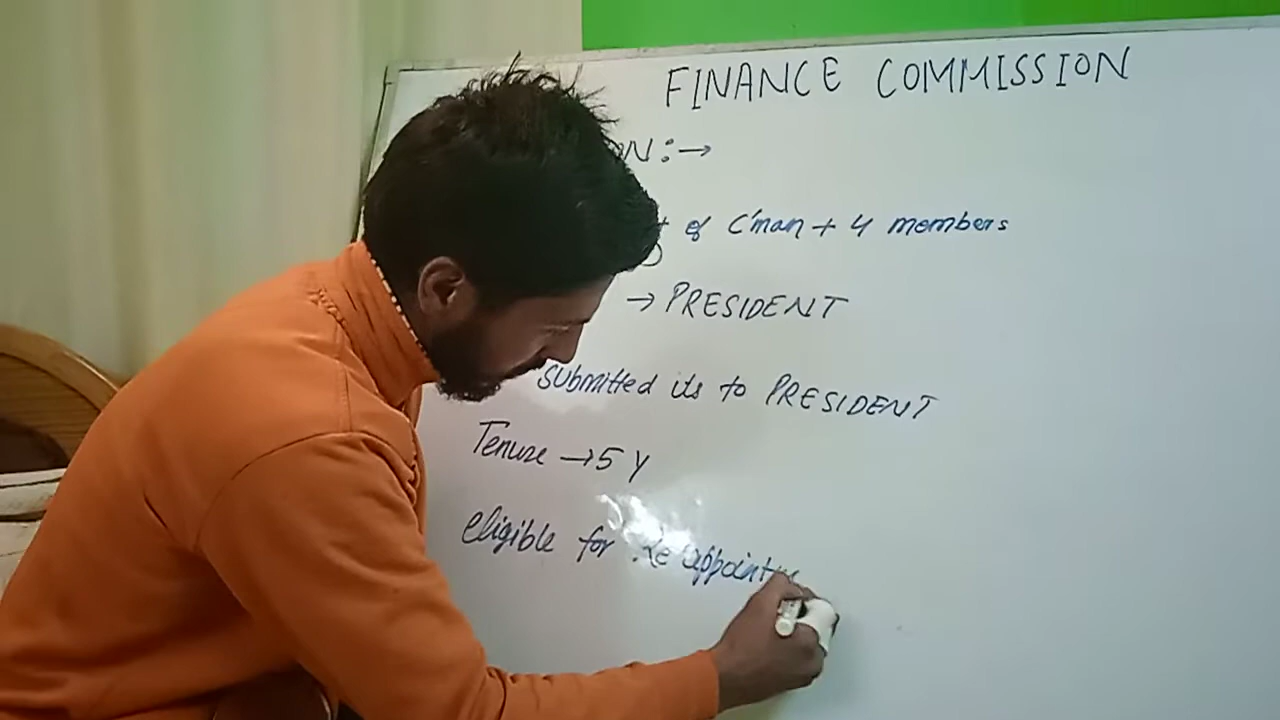 FINANCE COMMISSION
N:→
of C'man + 4 members
→ PRESIDENT
submitted its to PRESIDENT
Tenure → 5 Y
eligible for Re appoint